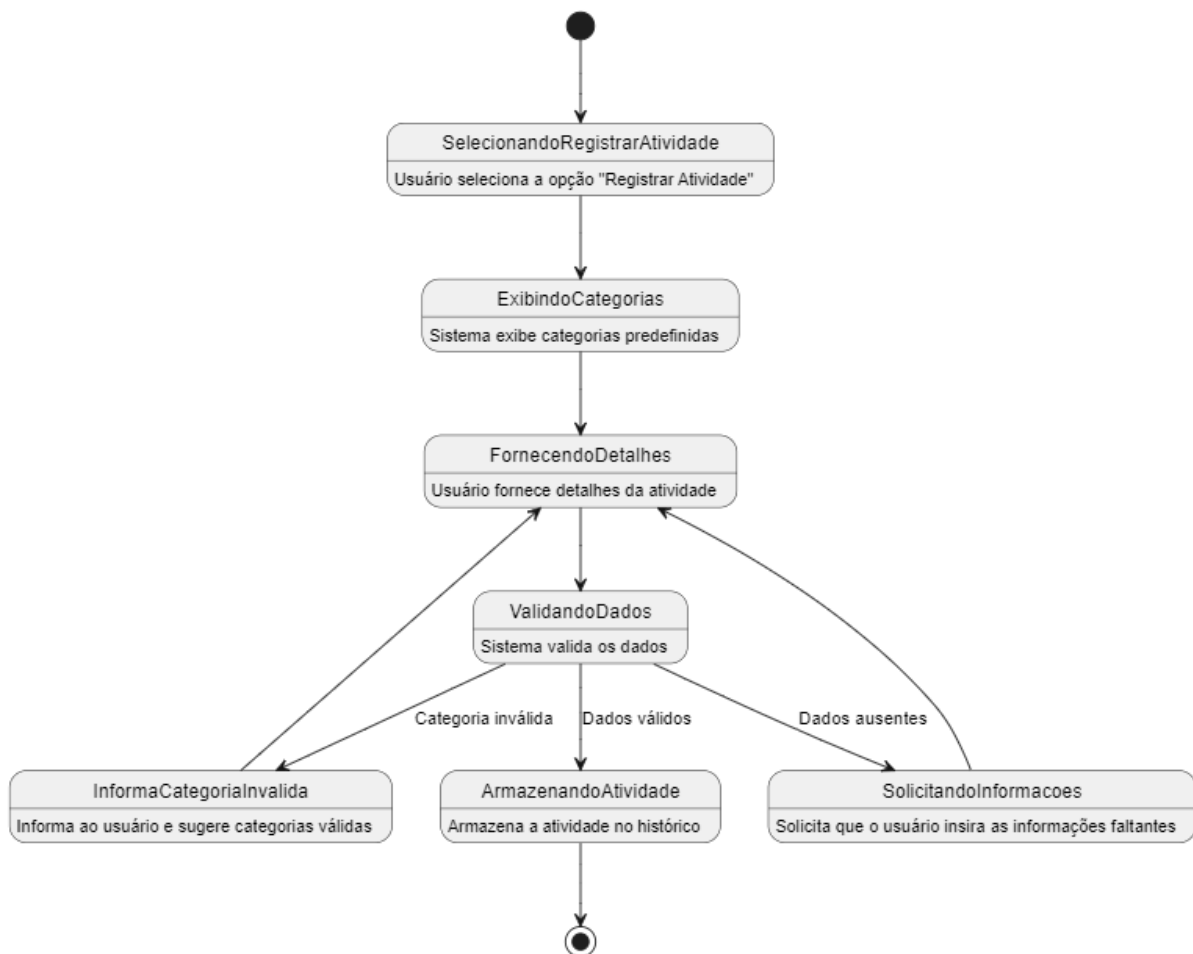 SelecionandoRegistrarAtividade
Usuário seleciona a opção "Registrar Atividade"
ExibindoCategorias
Sistema exibe categorias predefinidas
FornecendoDetalhes
Usuário fornece detalhes da atividade
ValidandoDados
Sistema valida os dados
Categoria inválida
Dados válidos
Dados ausentes
InformaCategoriaInvalida
Informa ao usuário e sugere categorias válidas
ArmazenandoAtividade
Armazena a atividade no histórico
SolicitandoInformacoes
Solicita que o usuário insira as informações faltantes